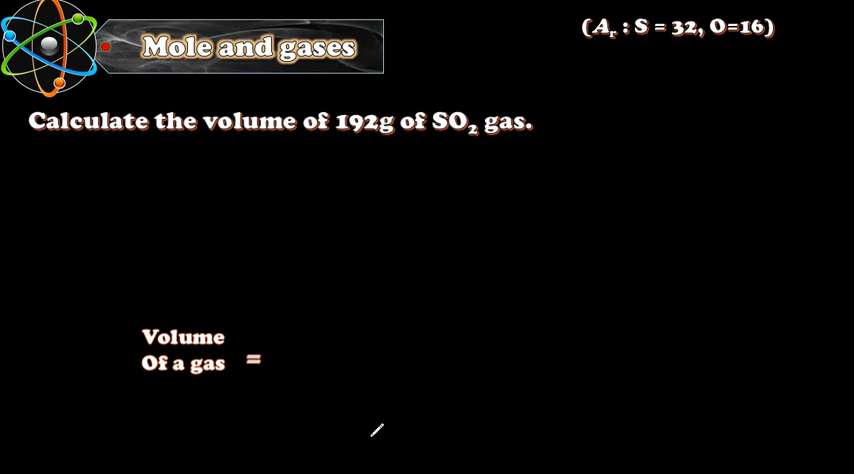 Mole and gases
(Aᵣ : S = 32, O=16)
Calculate the volume of 192g of SO₂ gas.
Volume
Of a gas =